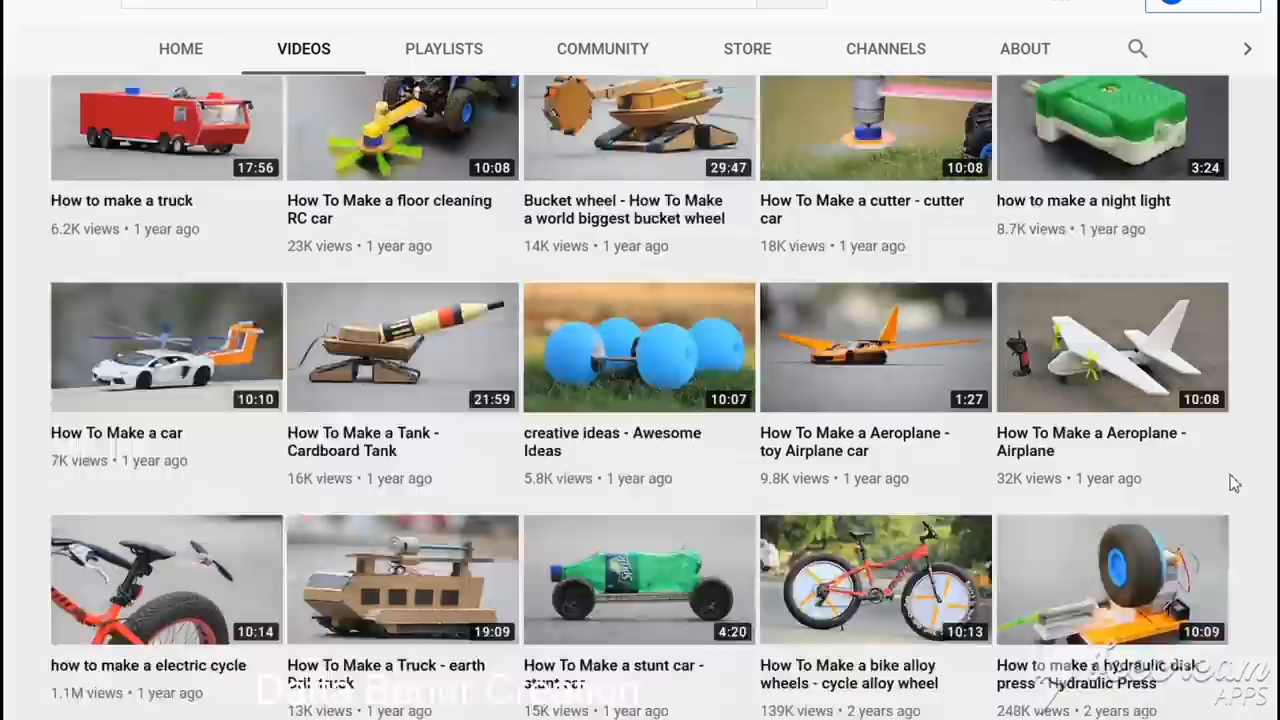 HOME VIDEOS PLAYLISTS COMMUNITY STORE CHANNELS ABOUT
17:56 10:08 29:47 10:08 3:24
How to make a truck
6.2K views • 1 year ago
How To Make a floor cleaning
RC car
23K views • 1 year ago
Bucket wheel - How To Make
a world biggest bucket wheel
14K views • 1 year ago
How To Make a cutter - cutter
car
18K views • 1 year ago
how to make a night light
8.7K views • 1 year ago
10:10 21:59 10:07 1:27 10:08
How To Make a car
7K views • 1 year ago
How To Make a Tank -
Cardboard Tank
16K views • 1 year ago
creative ideas - Awesome
Ideas
5.8K views • 1 year ago
How To Make a Aeroplane -
toy Airplane car
9.8K views • 1 year ago
How To Make a Aeroplane -
Airplane
32K views • 1 year ago
Sprite
10:14 19:09 4:20 10:13 10:09
how to make a electric cycle
1.1M views • 1 year ago
How To Make a Truck - earth
Drill truck
13K views • 1 year ago
How To Make a stunt car -
stunt car
15K views • 1 year ago
How To Make a bike alloy
wheels - cycle alloy wheel
139K views • 2 years ago
How to make a hydraulic disk
press - Hydraulic Press
248K views • 2 years ago
Creation
thecream
APPS